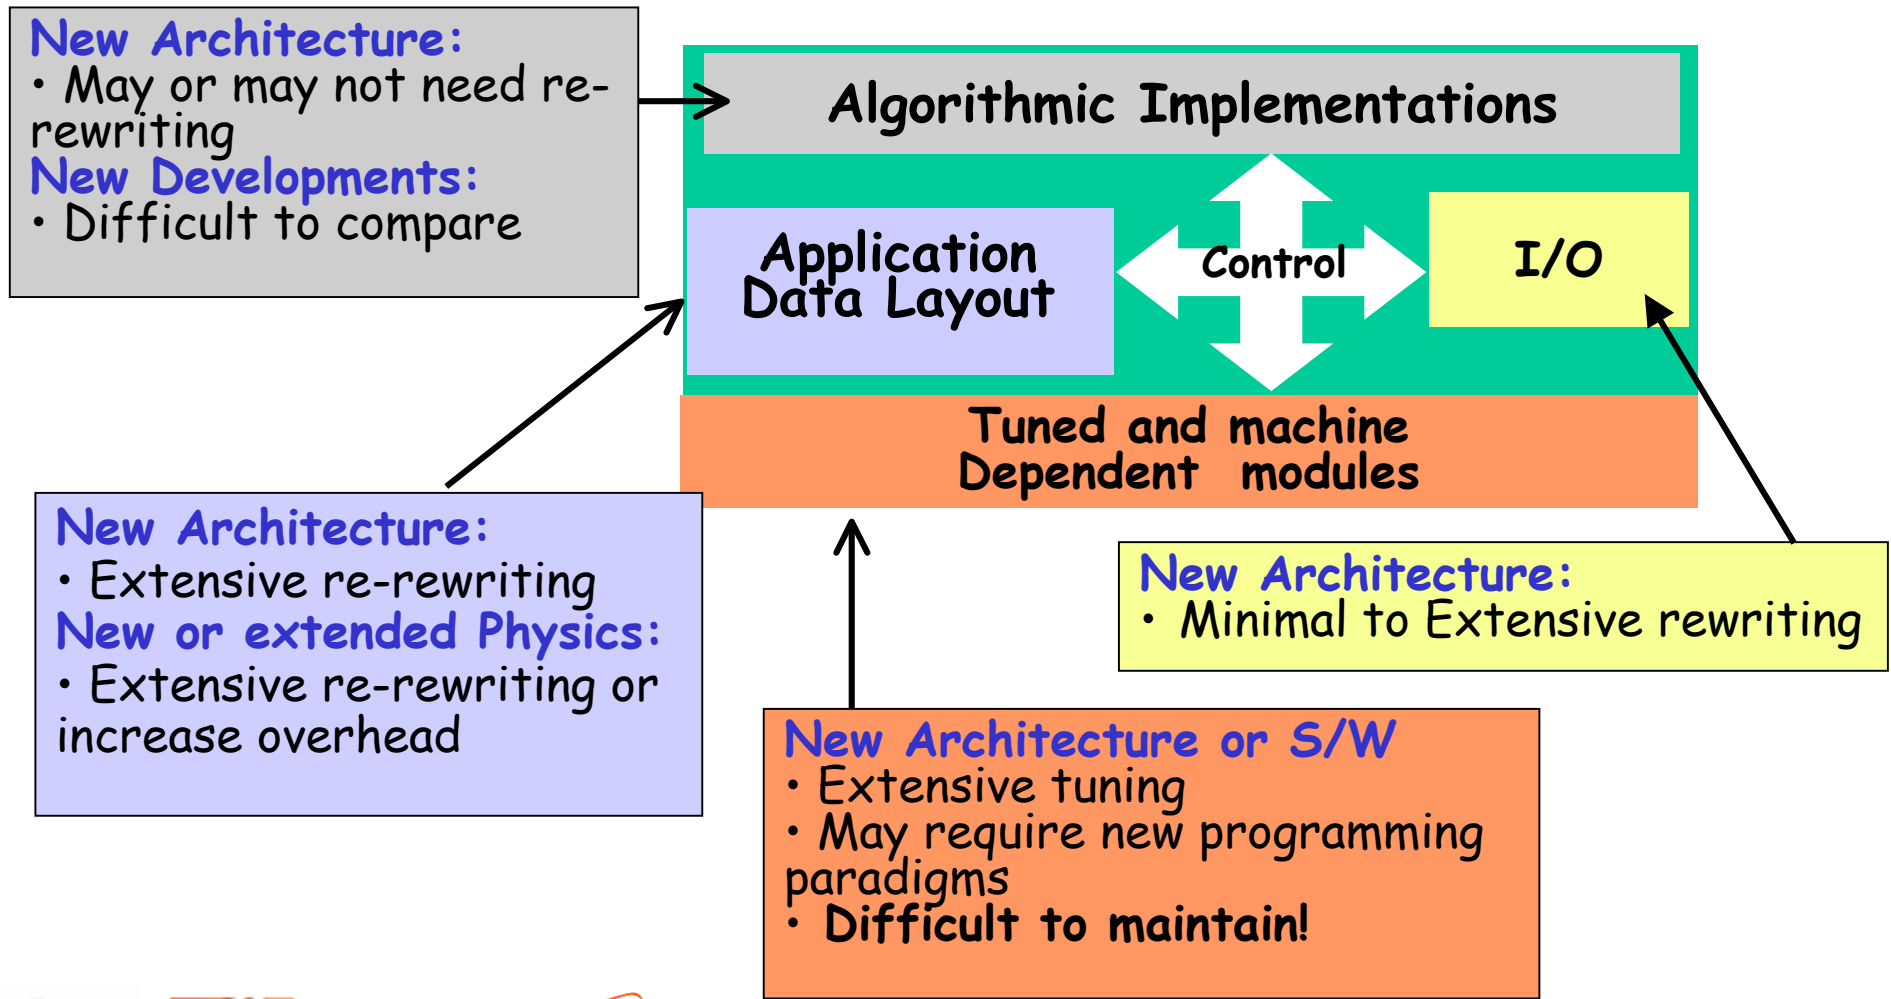 New Architecture:
• May or may not need re-
rewriting
New Developments:
• Difficult to compare
Algorithmic Implementations
Application
Data Layout
Control
I/O
Tuned and machine
Dependent modules
New Architecture:
• Extensive re-rewriting
New or extended Physics:
• Extensive re-rewriting or
increase overhead
New Architecture:
• Minimal to Extensive rewriting
New Architecture or S/W
• Extensive tuning
• May require new programming
paradigms
• Difficult to maintain!